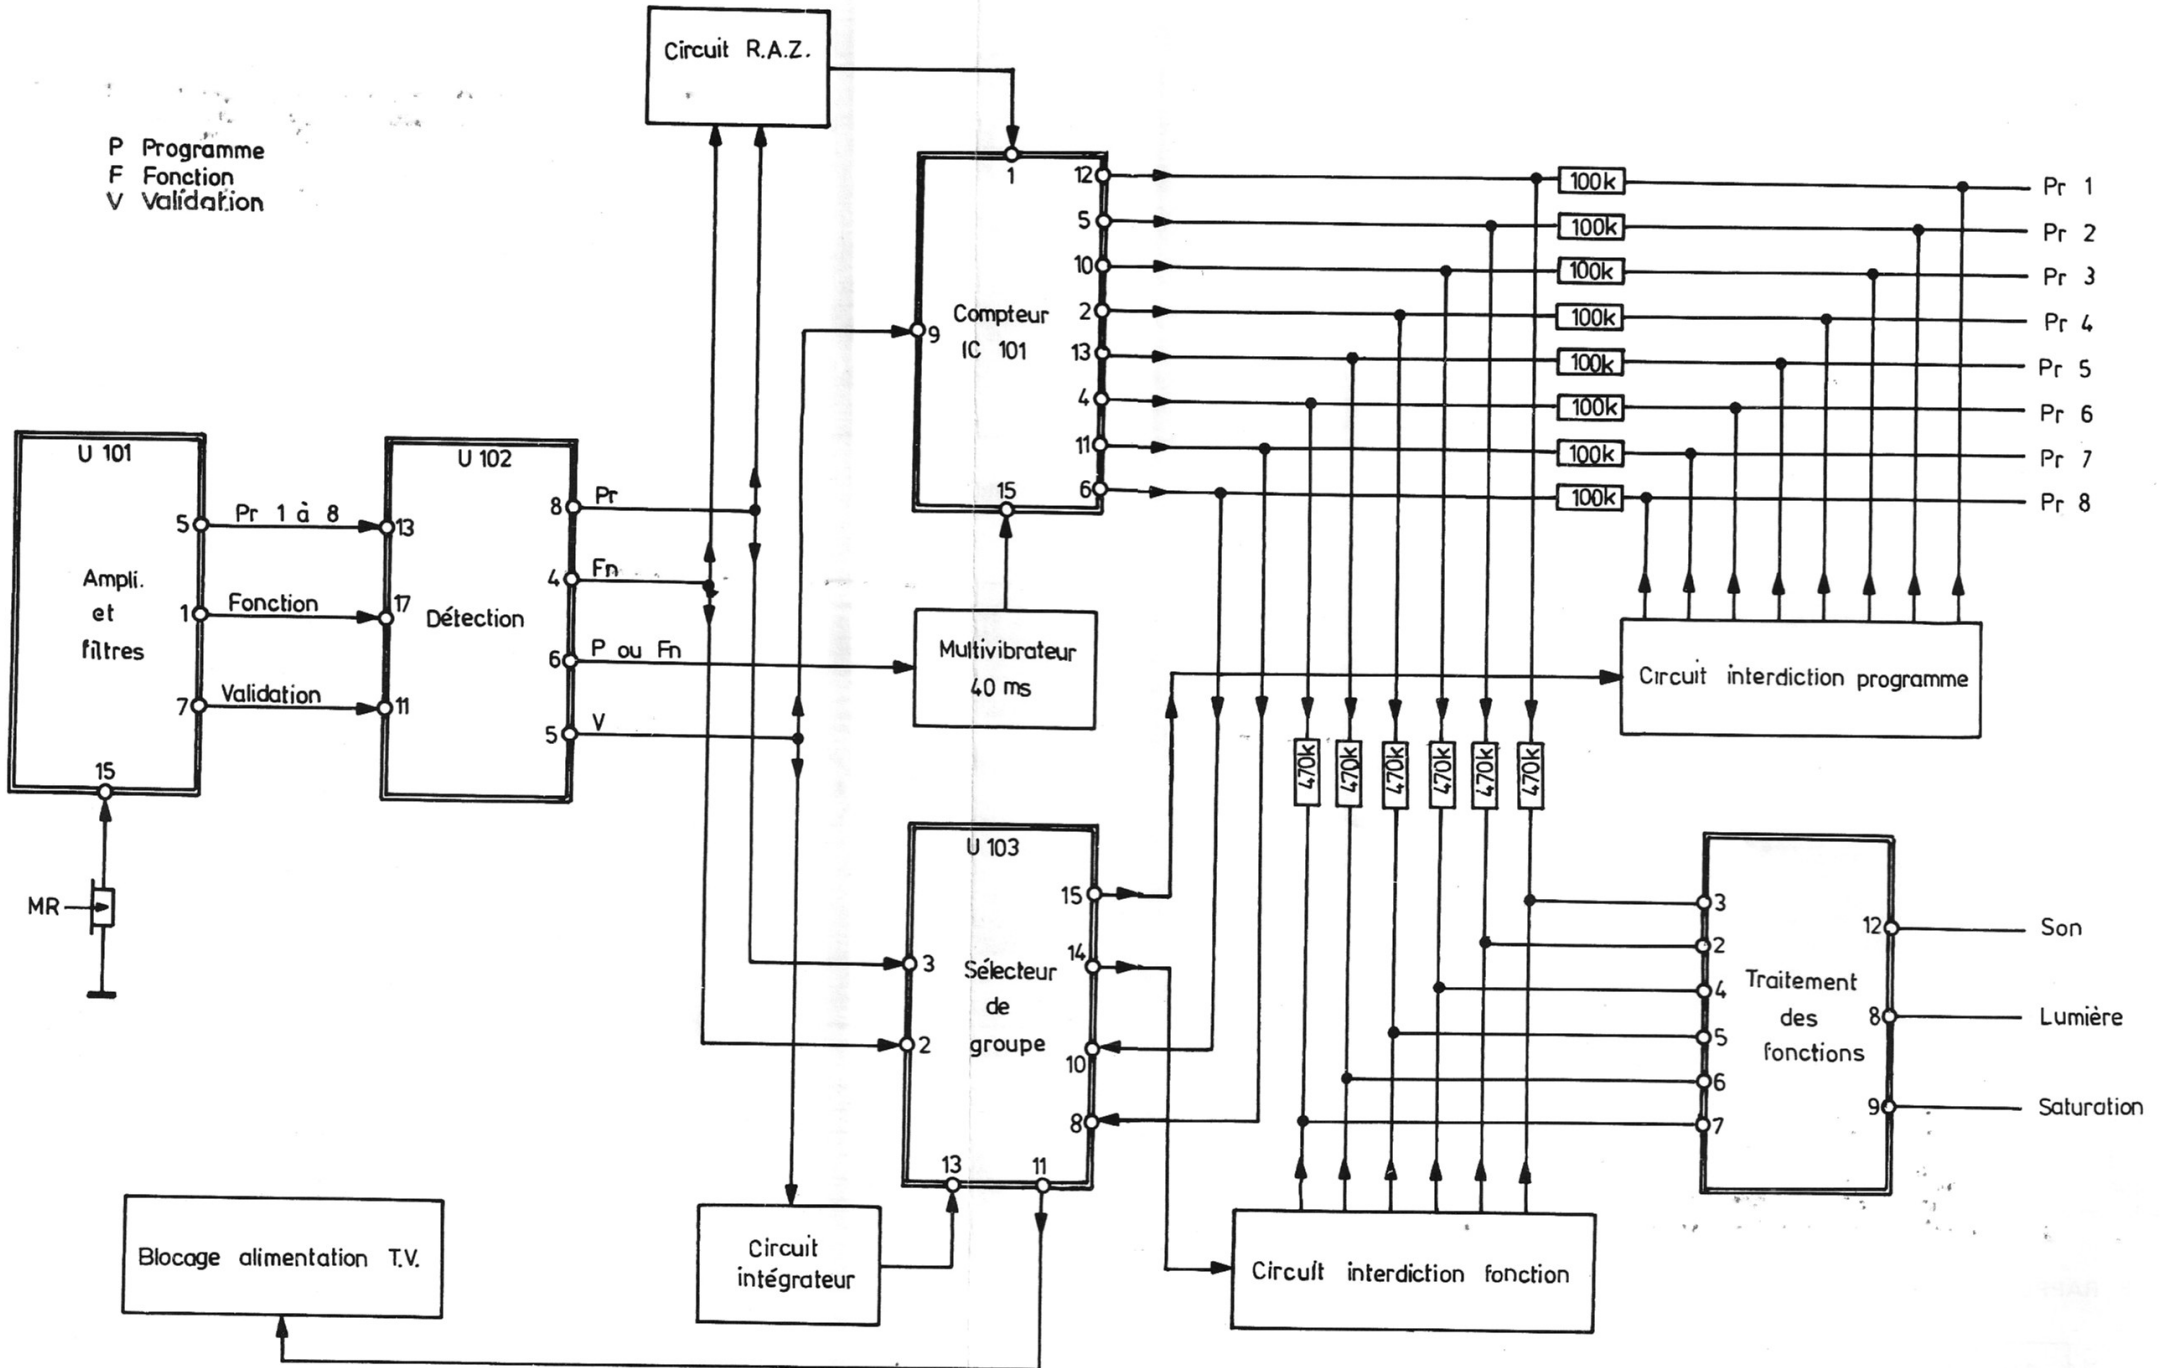 Circuit R.A.Z.
P Programme
F Fonction
V Validation
1
12
5
10
2
13
4
11
6
9
15
Compteur
IC 101
100k
100k
100k
100k
100k
100k
100k
100k
Pr 1
Pr 2
Pr 3
Pr 4
Pr 5
Pr 6
Pr 7
Pr 8
U 101
Ampli.
et
filtres
5
1
7
15
MR
Pr 1 à 8
Fonction
Validation
U 102
Détection
13
17
11
8
4
6
5
Pr
Fn
P ou Fn
V
Multivibrateur
40 ms
Circuit interdiction programme
470k
470k
470k
470k
470k
470k
U 103
Sélecteur
de
groupe
3
2
15
14
10
8
13
11
Traitement
des
fonctions
3
2
4
5
6
7
12
8
9
Son
Lumière
Saturation
Blocage alimentation T.V.
Circuit
intégrateur
Circuit interdiction fonction